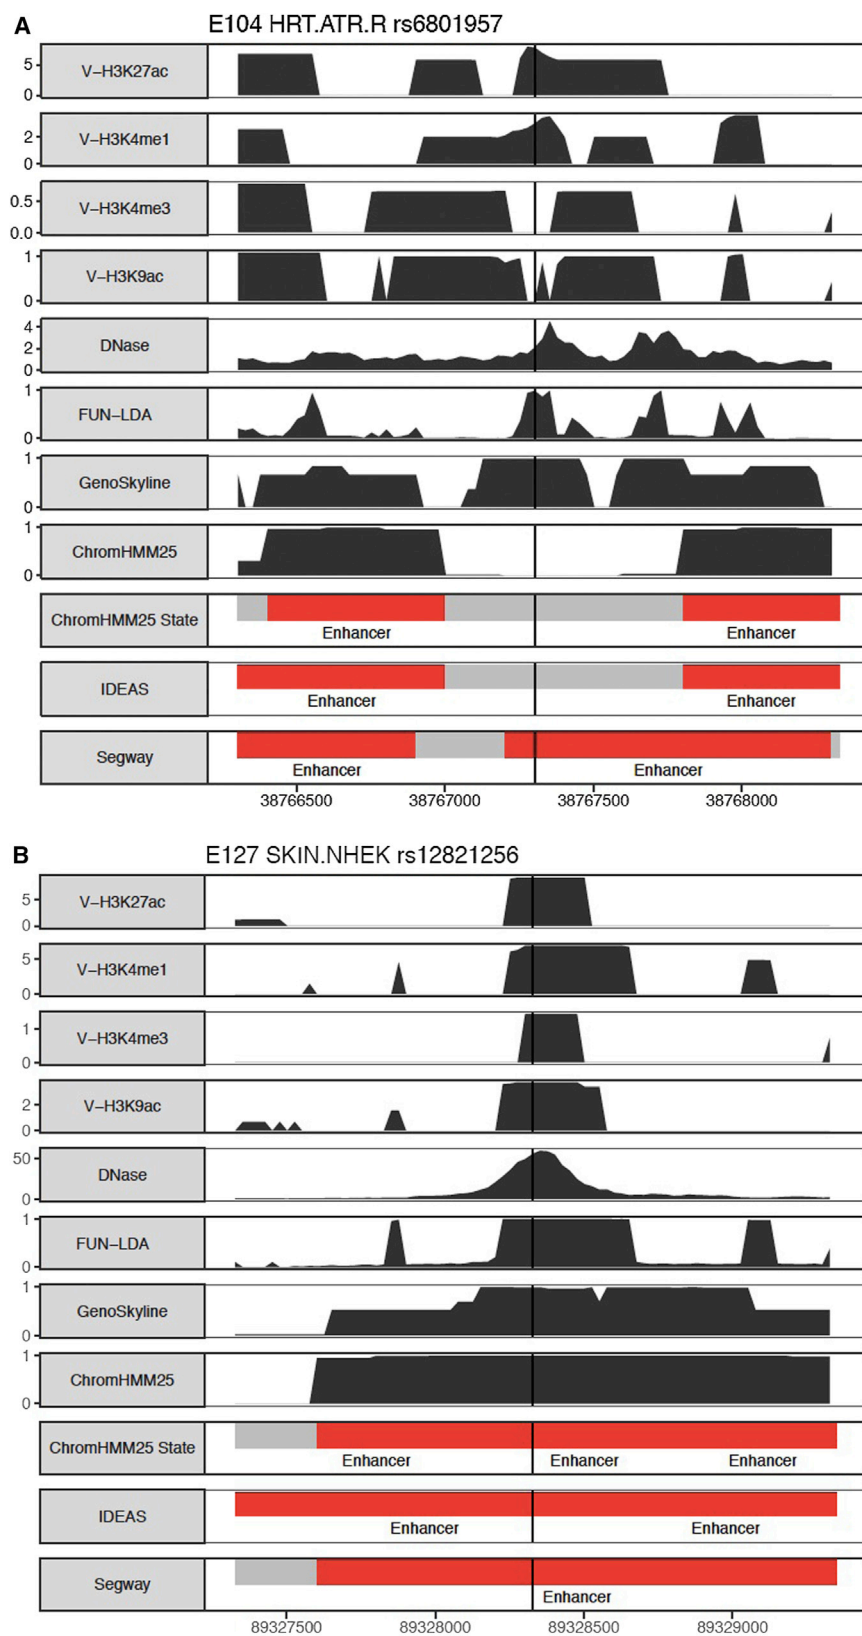 A
E104 HRT.ATR.R rs6801957
V−H3K27ac
5
0
V−H3K4me1
2
0
V−H3K4me3
0.5
0.0
V−H3K9ac
1
0
DNase
4
2
0
FUN−LDA
1
0
GenoSkyline
1
0
ChromHMM25
1
0
ChromHMM25 State
Enhancer
Enhancer
IDEAS
Enhancer
Enhancer
Segway
Enhancer
Enhancer
38766500 38767000 38767500 38768000
B
E127 SKIN.NHEK rs12821256
V−H3K27ac
5
0
V−H3K4me1
5
0
V−H3K4me3
1
0
V−H3K9ac
2
0
DNase
50
0
FUN−LDA
1
0
GenoSkyline
1
0
ChromHMM25
1
0
ChromHMM25 State
Enhancer
Enhancer
Enhancer
IDEAS
Enhancer
Enhancer
Segway
Enhancer
89327500 89328000 89328500 89329000